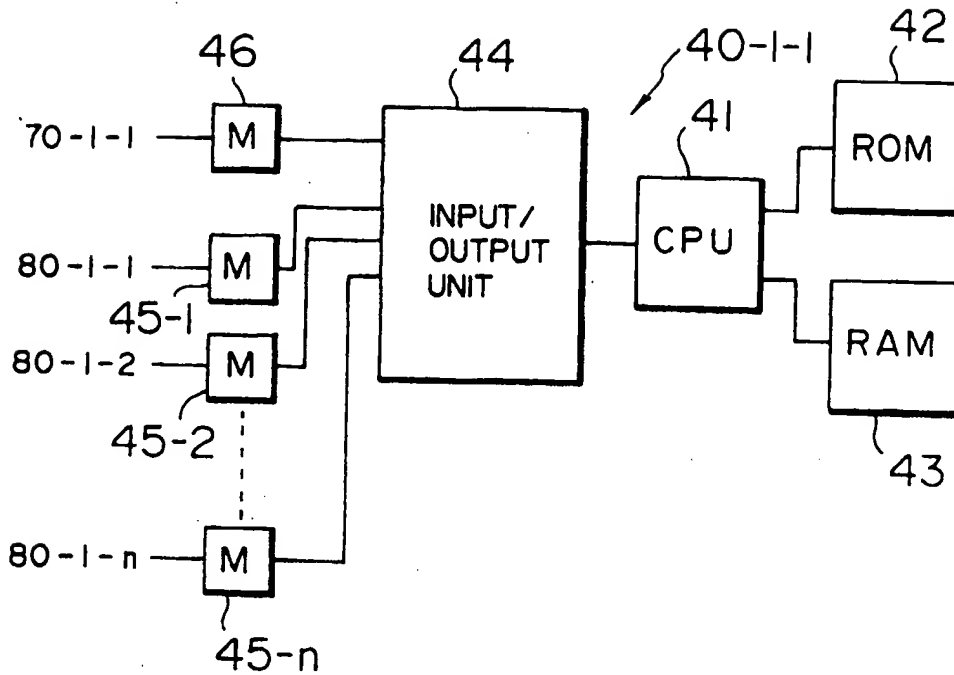 46
44
40-1-1
42
70-1-1
M
41
ROM
INPUT/
OUTPUT
UNIT
CPU
80-1-1
M
45-1
RAM
80-1-2
M
45-2
43
80-1-n
M
45-n